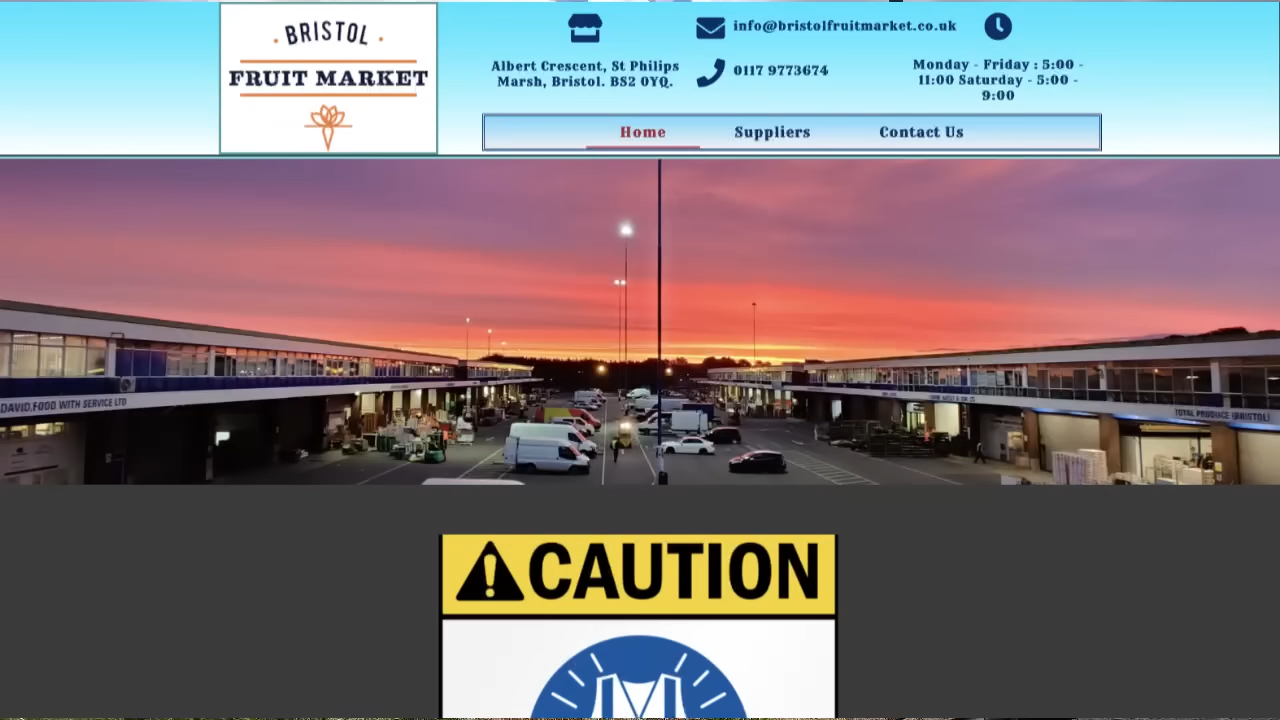 · BRISTOL ·
FRUIT MARKET
info@bristolfruitmarket.co.uk
Albert Crescent, St Philips
Marsh, Bristol. BS2 0YQ.
0117 9773674
Monday - Friday : 5:00 -
11:00 Saturday - 5:00 -
9:00
Home
Suppliers
Contact Us
DAVID.FOOD WITH SERVICE LTD
TOTAL PRODUCE (BRISTOL)
CAUTION